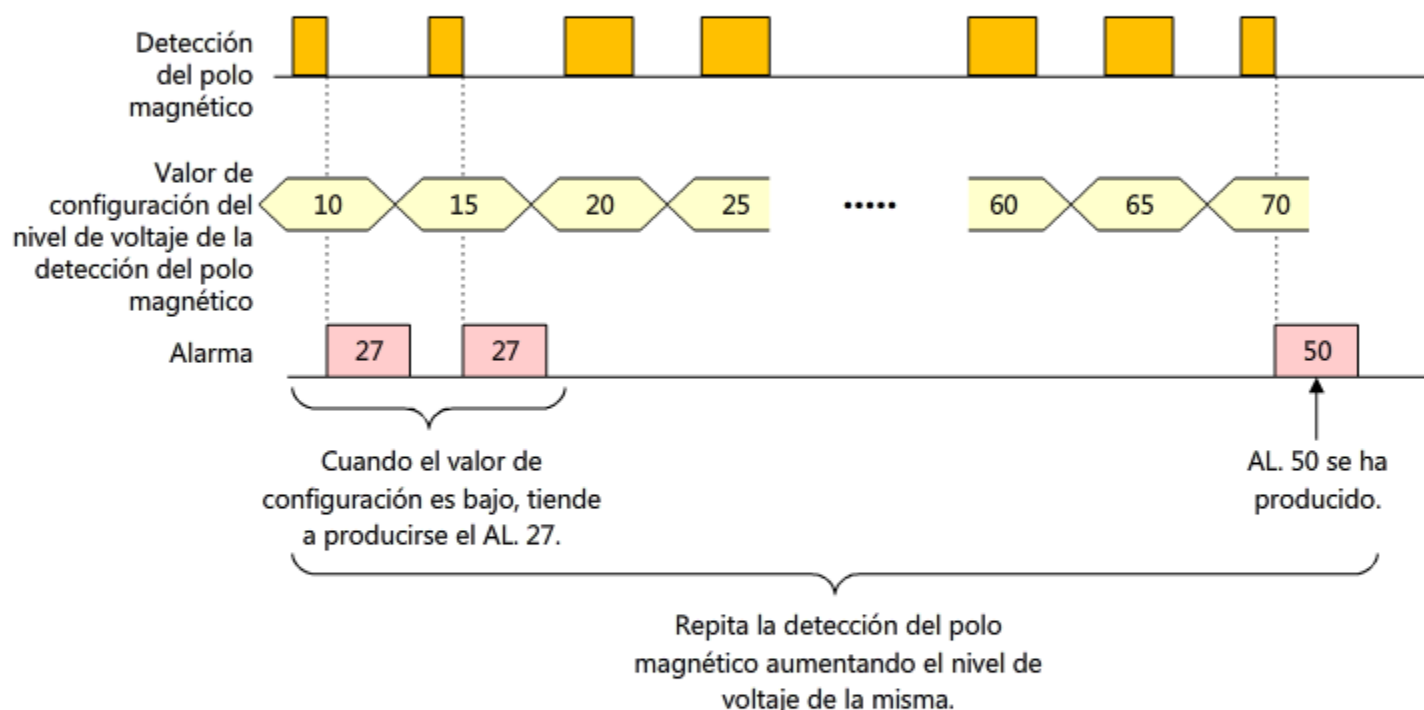 Detección
del polo
magnético
Valor de
configuración del
nivel de voltaje de la
detección del polo
magnético
10
15
20
25
•••••
60
65
70
Alarma
27
27
50
Cuando el valor de
configuración es bajo, tiende
a producirse el AL. 27.
AL. 50 se ha
producido.
Repita la detección del polo
magnético aumentando el nivel de
voltaje de la misma.